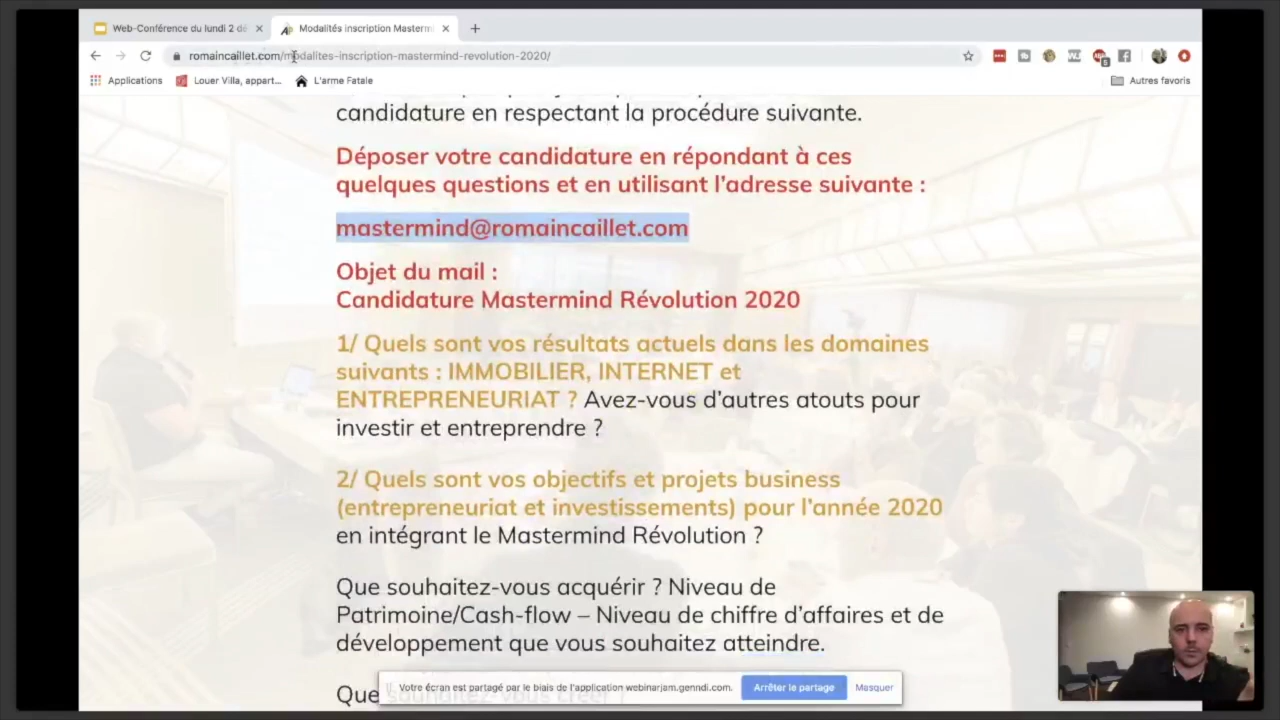 Web-Conférence du lundi 2 dé
Modalités inscription Masterm
romaincaillet.com/modalites-inscription-mastermind-revolution-2020/
Applications
Louer Villa, appart...
L'arme Fatale
Autres favoris
candidature en respectant la procédure suivante.
Déposer votre candidature en répondant à ces
quelques questions et en utilisant l'adresse suivante :
mastermind@romaincaillet.com
Objet du mail :
Candidature Mastermind Révolution 2020
1/ Quels sont vos résultats actuels dans les domaines
suivants : IMMOBILIER, INTERNET et
ENTREPRENEURIAT ? Avez-vous d'autres atouts pour
investir et entreprendre ?
2/ Quels sont vos objectifs et projets business
(entrepreneuriat et investissements) pour l'année 2020
en intégrant le Mastermind Révolution ?
Que souhaitez-vous acquérir ? Niveau de
Patrimoine/Cash-flow – Niveau de chiffre d'affaires et de
développement que vous souhaitez atteindre.
Que souhaitez-vous créer ?
Votre écran est partagé par le biais de l'application webinarjam.genndi.com.
Arrêter le partage
Masquer